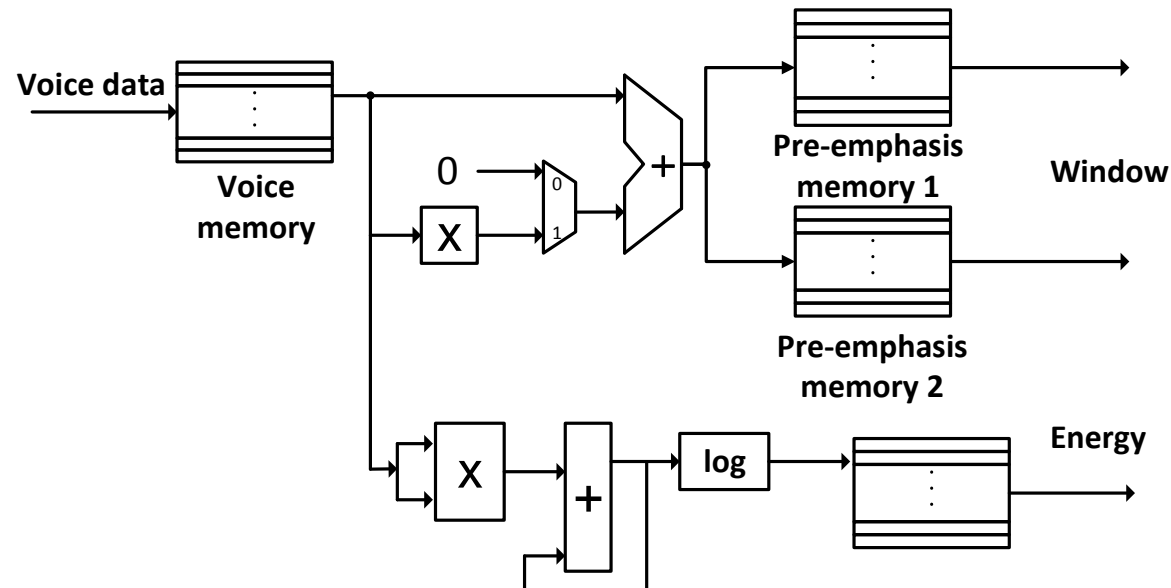 Voice data
Voice
memory
0
X
0
1
+
Pre-emphasis
memory 1
Window
Pre-emphasis
memory 2
X
+
log
Energy